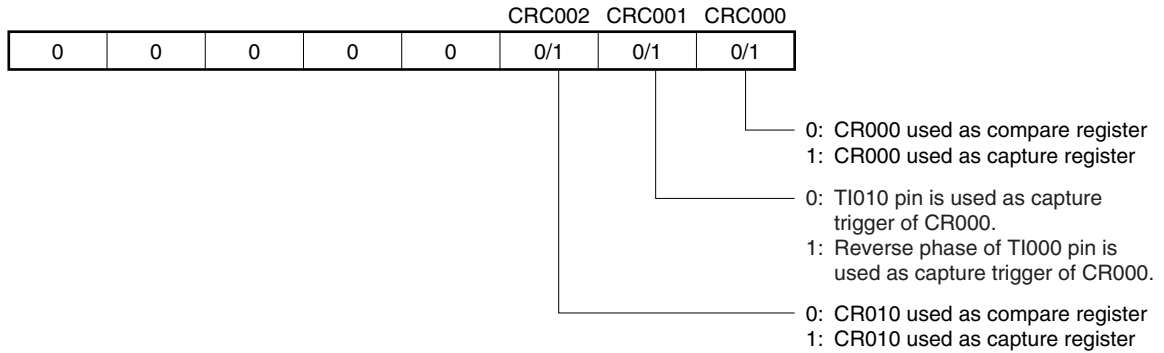 CRC002 CRC001 CRC000
0 0 0 0 0 0/1 0/1 0/1
0: CR000 used as compare register
1: CR000 used as capture register
0: TI010 pin is used as capture
trigger of CR000.
1: Reverse phase of TI000 pin is
used as capture trigger of CR000.
0: CR010 used as compare register
1: CR010 used as capture register